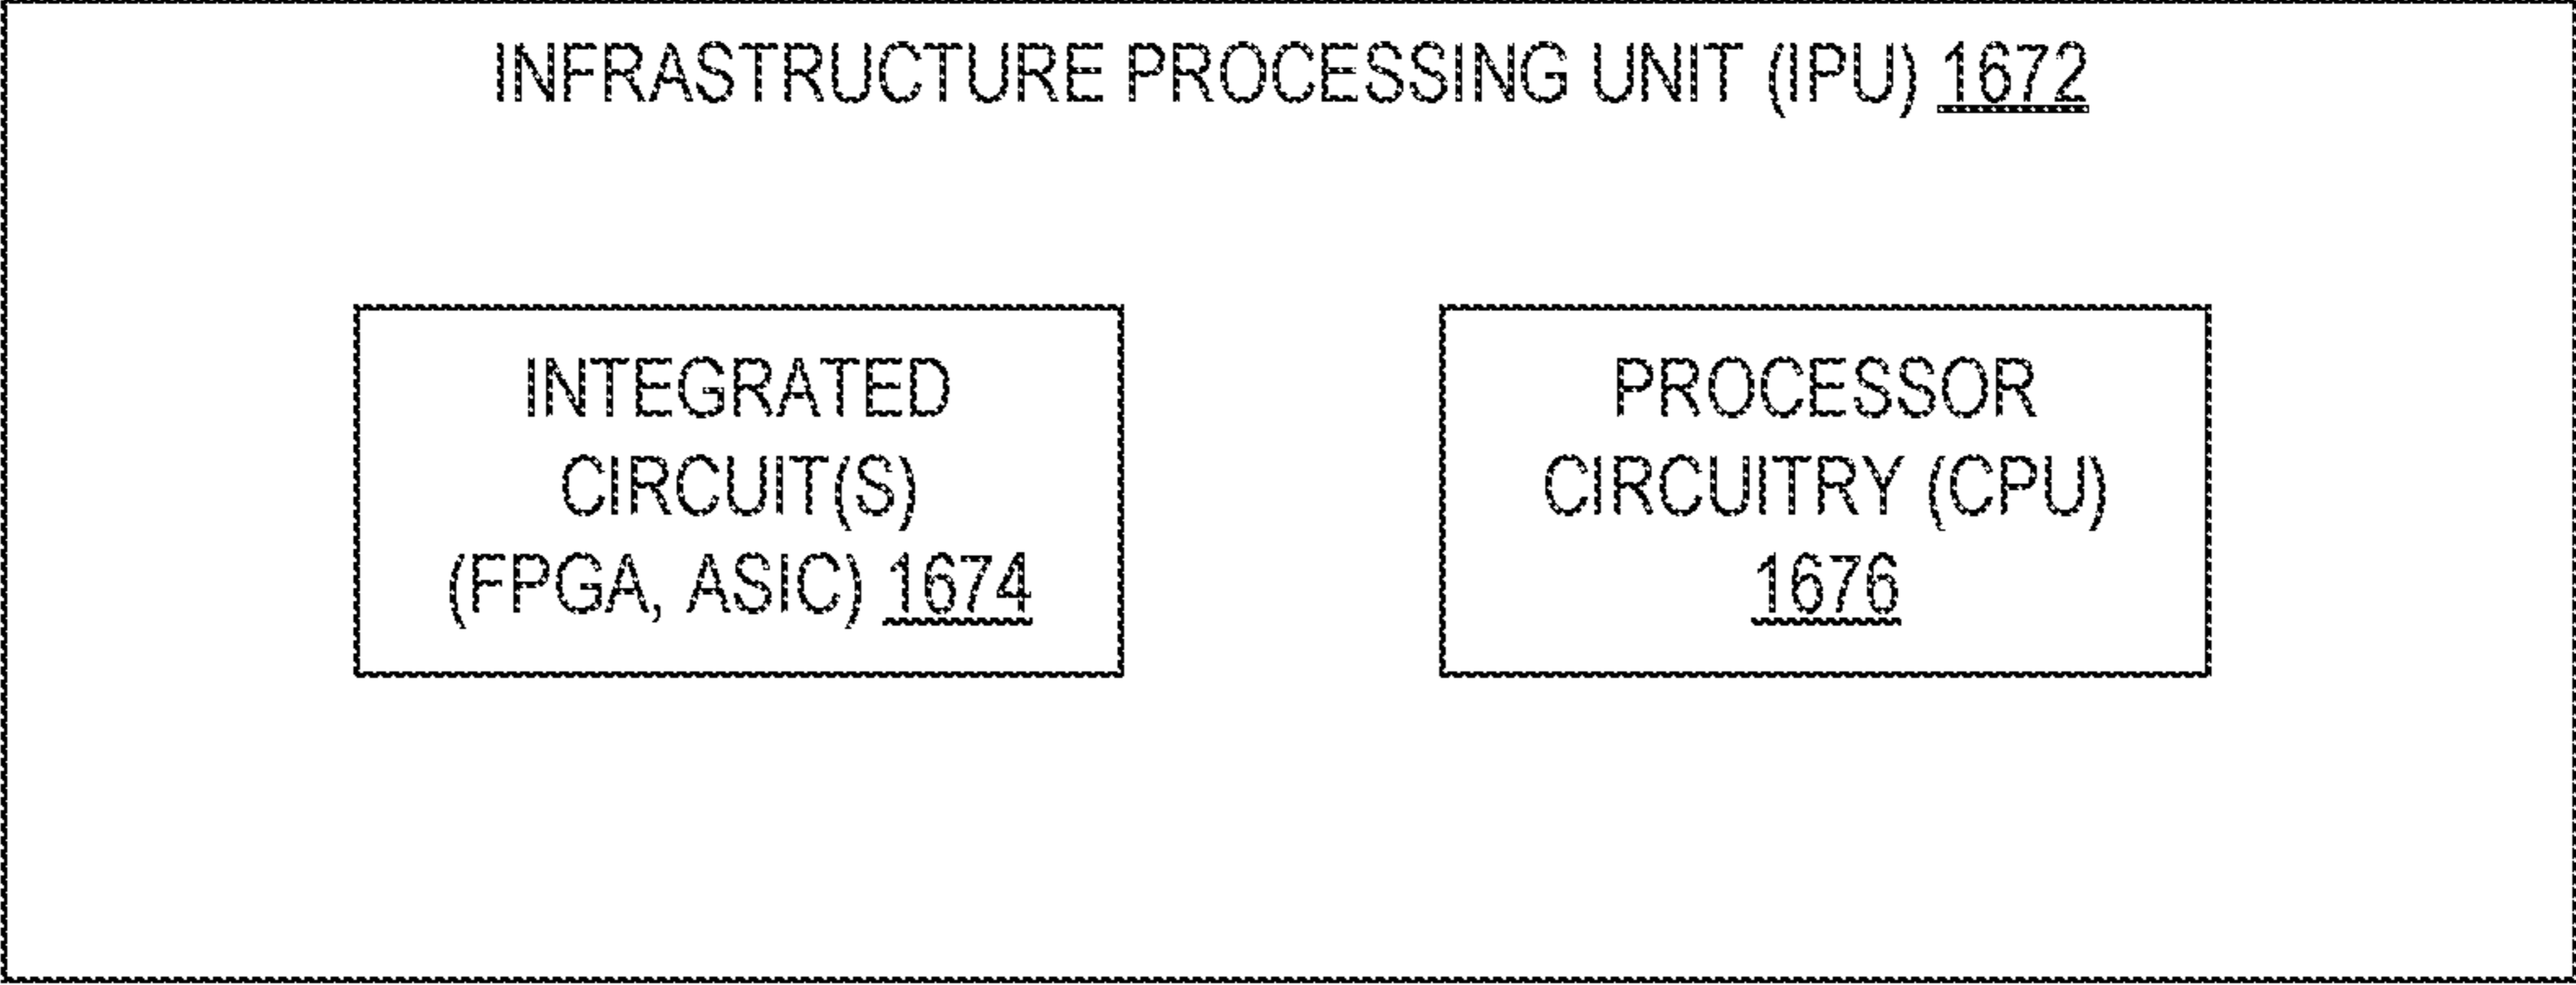 INFRASTRUCTURE PROCESSING UNIT (IPU) 1672
INTEGRATED
CIRCUIT(S)
(FPGA, ASIC) 1674
PROCESSOR
CIRCUITRY (CPU)
1676